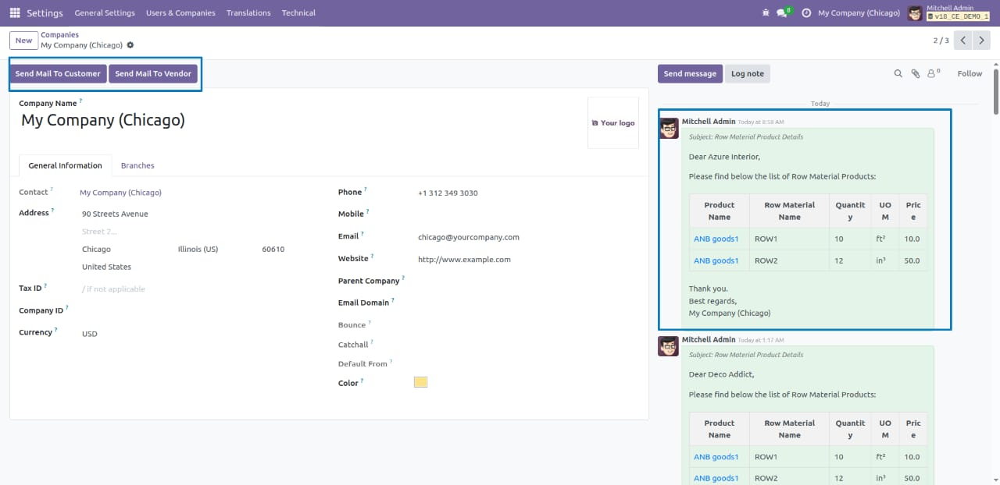 Settings General Settings Users & Companies Translations Technical
8 My Company (Chicago) Mitchell Admin
v18_CE_DEMO_1
New Companies
My Company (Chicago)
2 / 3
Send Mail To Customer Send Mail To Vendor
Send message Log note 0 Follow
Company Name ?
My Company (Chicago)
Your logo
General Information Branches
Contact ? My Company (Chicago)
Address ? 90 Streets Avenue
Street 2...
Chicago Illinois (US) 60610
United States
Tax ID ? / if not applicable
Company ID ?
Currency ? USD
Phone ? +1 312 349 3030
Mobile ?
Email ? chicago@yourcompany.com
Website ? http://www.example.com
Parent Company ?
Email Domain ?
Bounce ?
Catchall ?
Default From ?
Color ?
Today
Mitchell Admin Today at 8:58 AM
Subject: Row Material Product Details
Dear Azure Interior,
Please find below the list of Row Material Products:
Product Row Material Quantit UO Pric
Name Name y M e
ANB goods1 ROW1 10 ft² 10.0
ANB goods1 ROW2 12 in³ 50.0
Thank you.
Best regards,
My Company (Chicago)
Mitchell Admin Today at 1:17 AM
Subject: Row Material Product Details
Dear Deco Addict,
Please find below the list of Row Material Products:
Product Row Material Quantit UO Pric
Name Name y M e
ANB goods1 ROW1 10 ft² 10.0
ANB goods1 ROW2 12 in³ 50.0